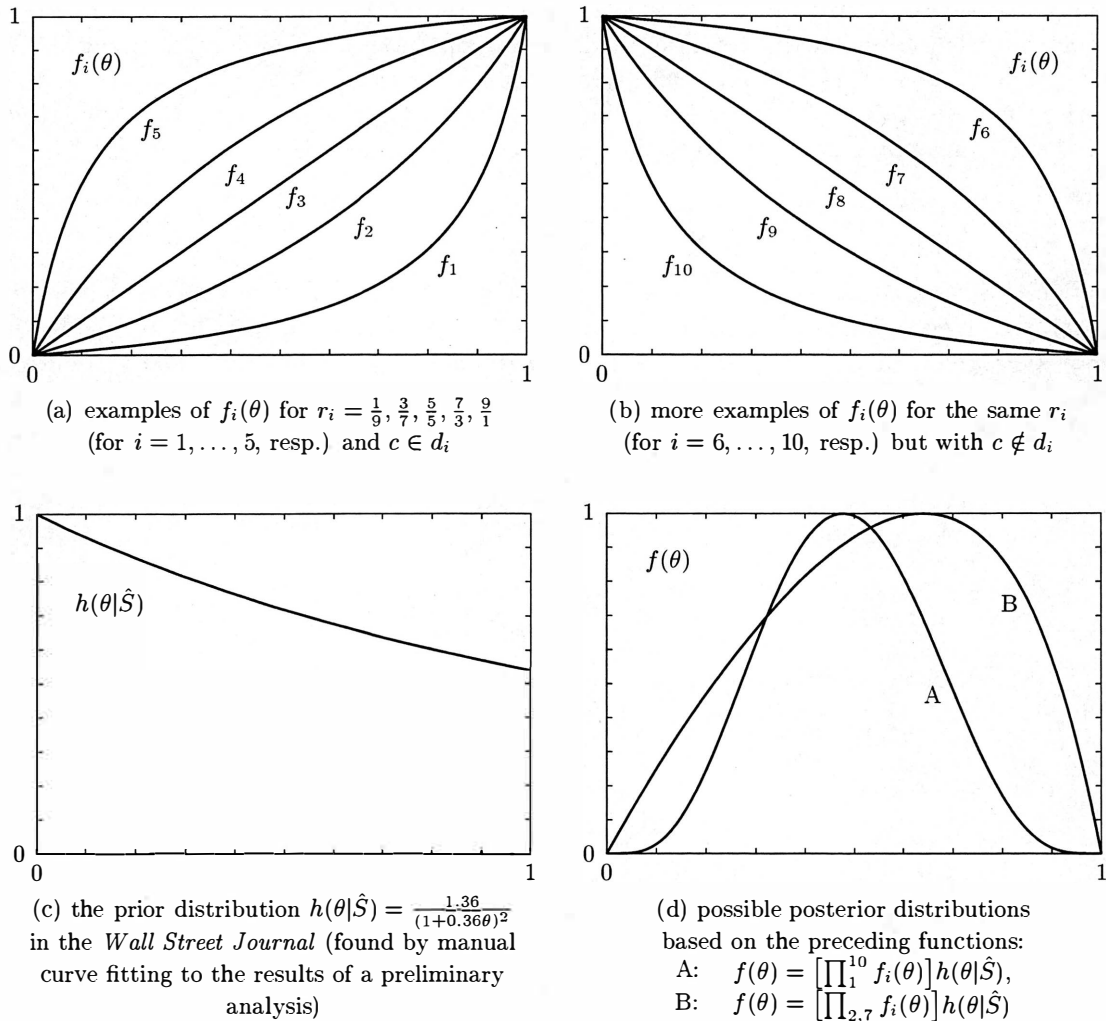 1
f_i(θ)
f_5
f_4
f_3
f_2
f_1
0
0
1
(a) examples of f_i(θ) for r_i = 1/9, 3/7, 5/5, 7/3, 9/1
(for i = 1, . . . , 5, resp.) and c ∈ d_i
1
f_i(θ)
f_6
f_7
f_8
f_9
f_10
0
0
1
(b) more examples of f_i(θ) for the same r_i
(for i = 6, . . . , 10, resp.) but with c ∉ d_i
1
h(θ|Ŝ)
0
0
1
(c) the prior distribution h(θ|Ŝ) = 1.36/(1+0.36θ)^2
in the Wall Street Journal (found by manual
curve fitting to the results of a preliminary
analysis)
1
f(θ)
B
A
0
0
1
(d) possible posterior distributions
based on the preceding functions:
A: f(θ) = [∏_1^10 f_i(θ)] h(θ|Ŝ),
B: f(θ) = [∏_2,7 f_i(θ)] h(θ|Ŝ)